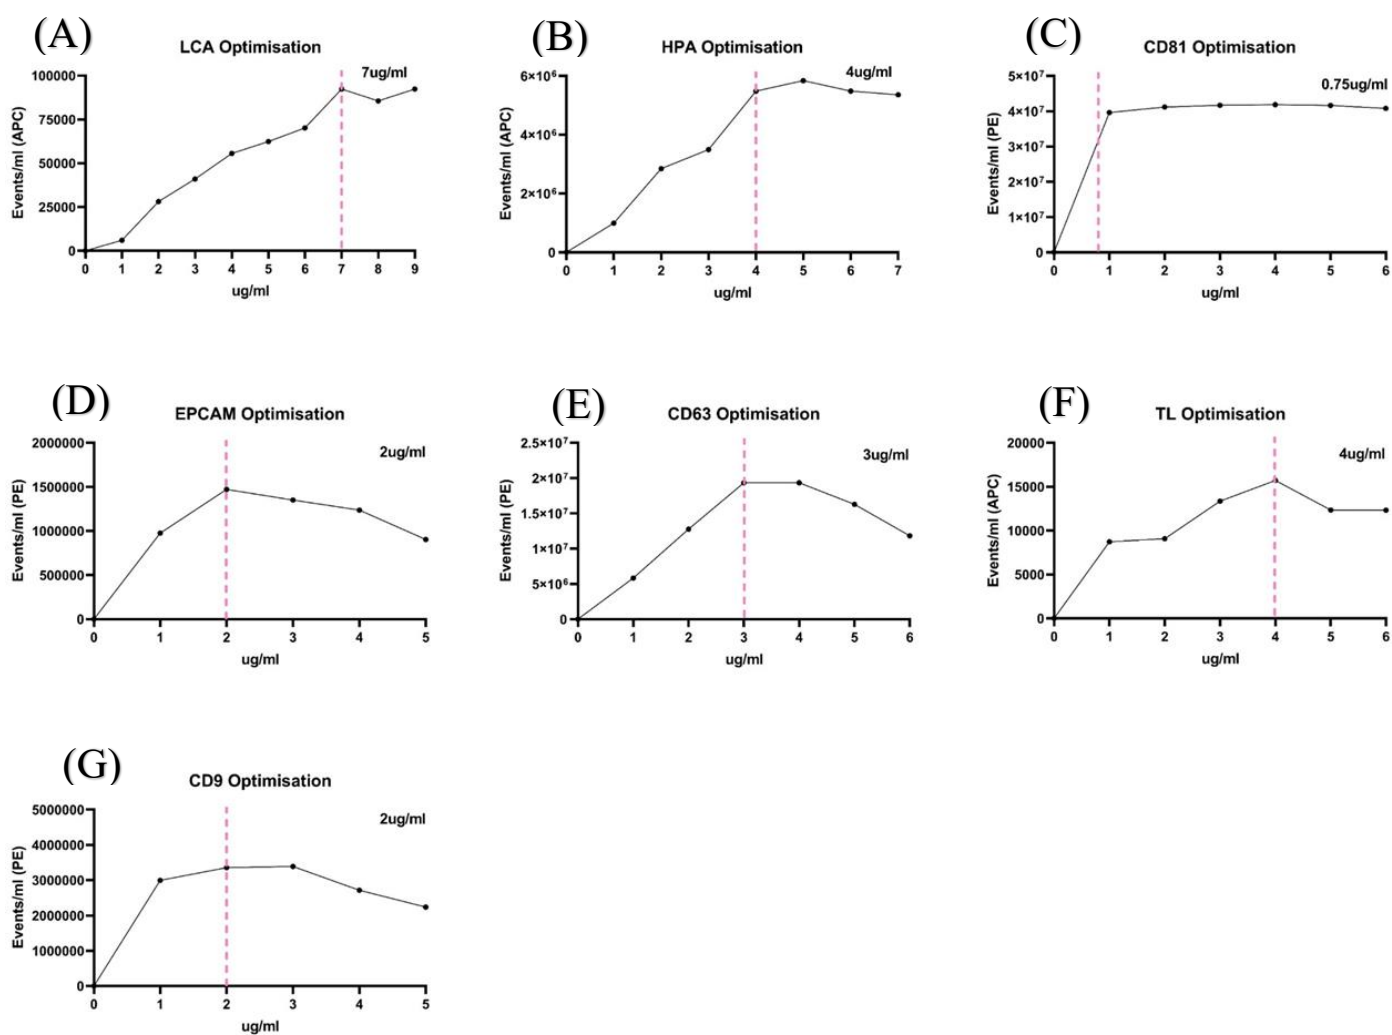 (A)
LCA Optimisation
7ug/ml
Events/ml (APC)
100000
75000
50000
25000
0
0 1 2 3 4 5 6 7 8 9
ug/ml
(B)
HPA Optimisation
4ug/ml
Events/ml (APC)
6×10⁶
4×10⁶
2×10⁶
0
0 1 2 3 4 5 6 7
ug/ml
(C)
CD81 Optimisation
0.75ug/ml
Events/ml (PE)
5×10⁷
4×10⁷
3×10⁷
2×10⁷
1×10⁷
0
0 1 2 3 4 5 6
ug/ml
(D)
EPCAM Optimisation
2ug/ml
Events/ml (PE)
2000000
1500000
1000000
500000
0
0 1 2 3 4 5
ug/ml
(E)
CD63 Optimisation
3ug/ml
Events/ml (PE)
2.5×10⁷
2×10⁷
1.5×10⁷
1×10⁷
5×10⁶
0
0 1 2 3 4 5 6
ug/ml
(F)
TL Optimisation
4ug/ml
Events/ml (APC)
20000
15000
10000
5000
0
0 1 2 3 4 5 6
ug/ml
(G)
CD9 Optimisation
2ug/ml
Events/ml (PE)
5000000
4000000
3000000
2000000
1000000
0
0 1 2 3 4 5
ug/ml